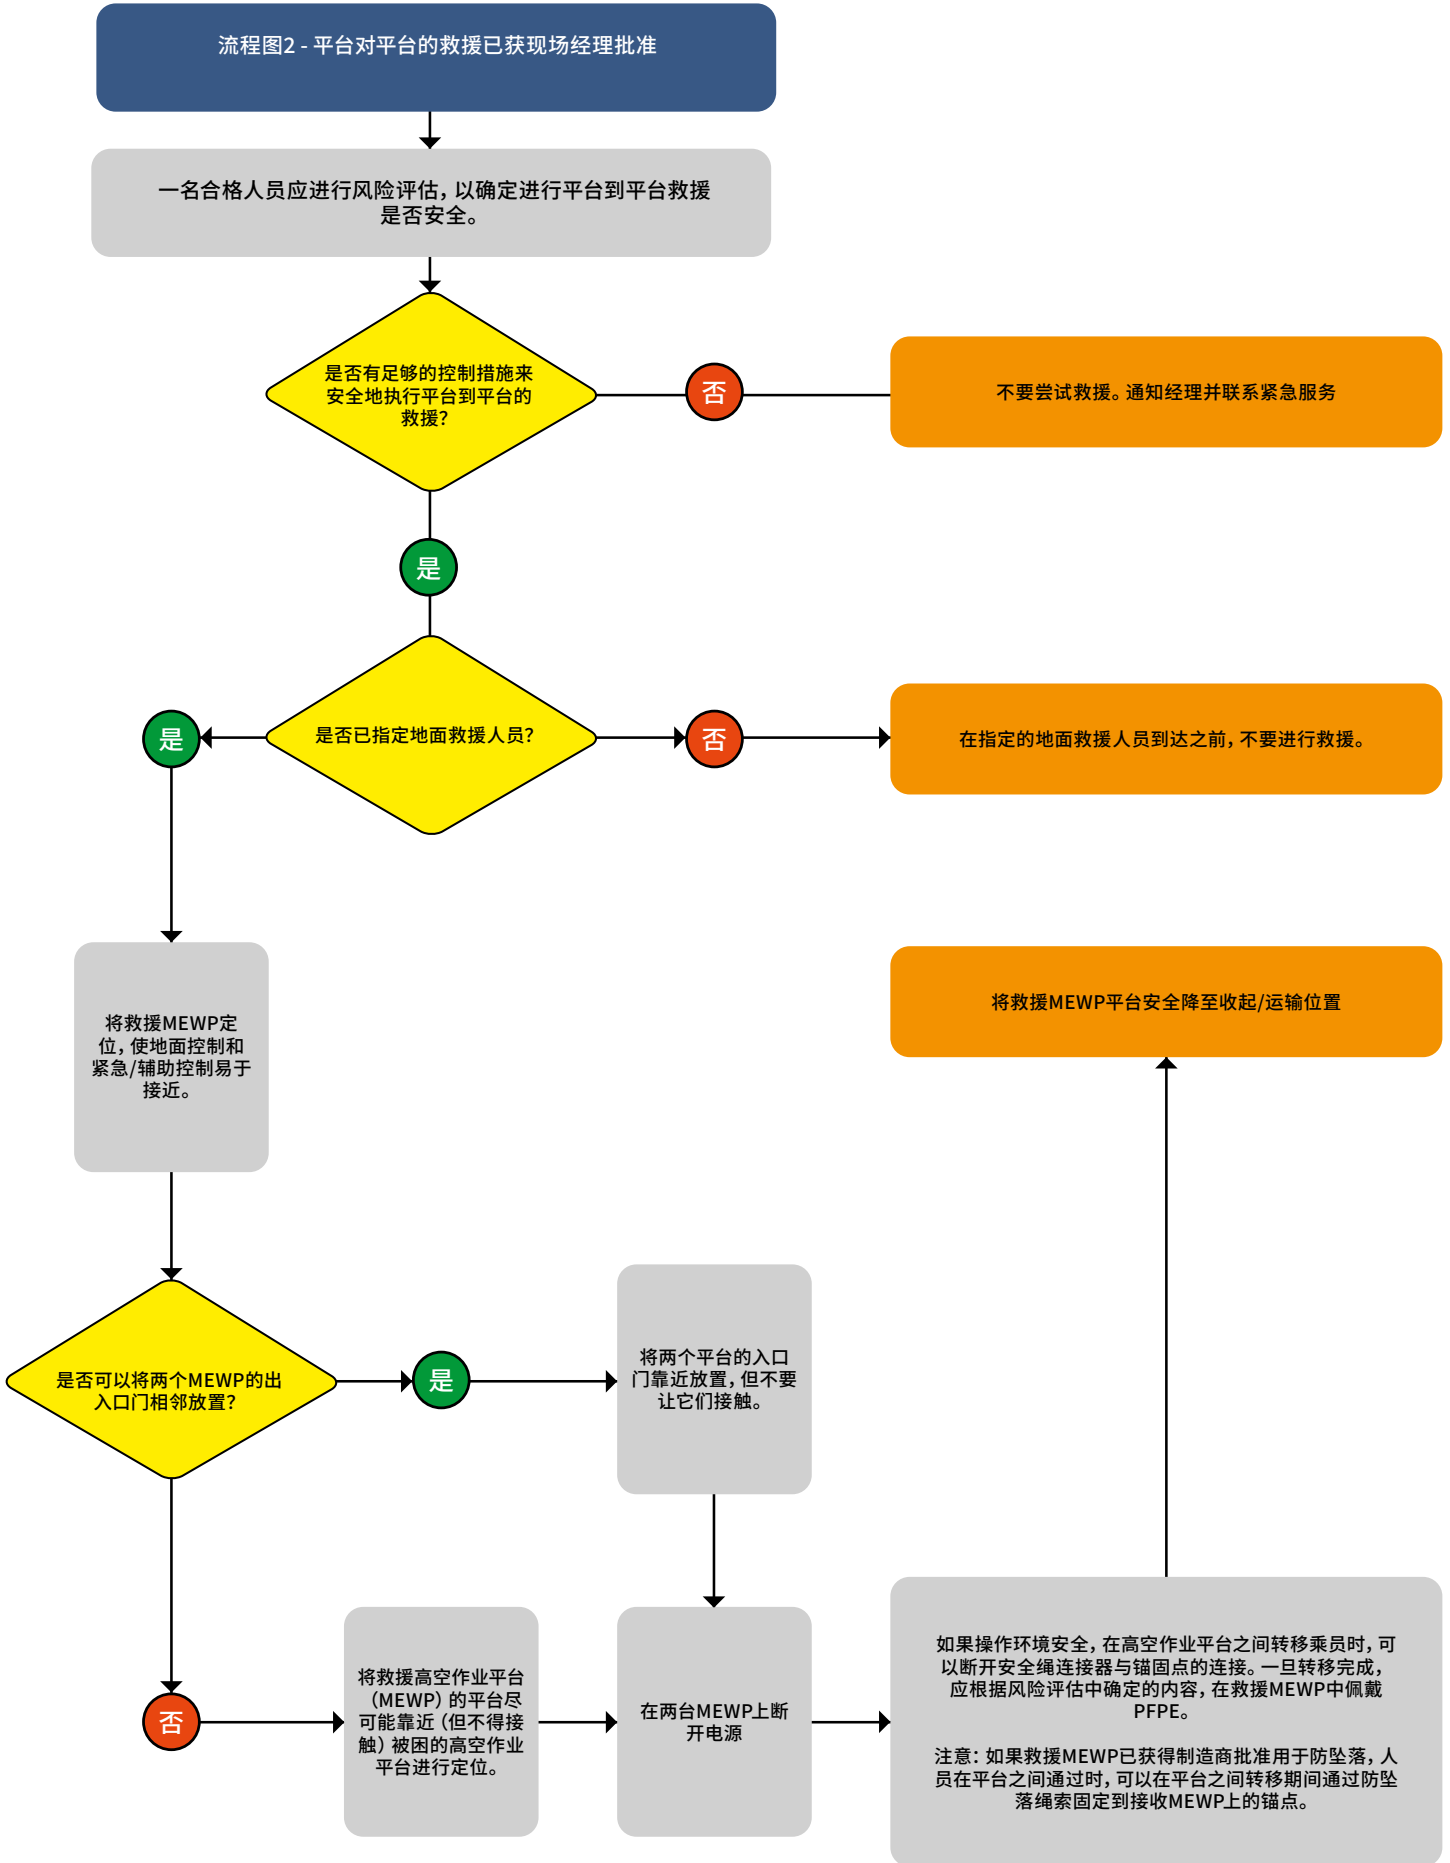 流程图2 - 平台对平台的救援已获现场经理批准
一名合格人员应进行风险评估，以确定进行平台到平台救援
是否安全。
是否有足够的控制措施来
安全地执行平台到平台的
救援？
否
不要尝试救援。通知经理并联系紧急服务
是
是
是否已指定地面救援人员？
否
在指定的地面救援人员到达之前，不要进行救援。
将救援MEWP定
位，使地面控制和
紧急/辅助控制易于
接近。
将救援MEWP平台安全降至收起/运输位置
是否可以将两个MEWP的出
入口门相邻放置？
是
将两个平台的入口
门靠近放置，但不要
让它们接触。
否
将救援高空作业平台
（MEWP）的平台尽
可能靠近（但不得接
触）被困的高空作业
平台进行定位。
在两台MEWP上断
开电源
如果操作环境安全，在高空作业平台之间转移乘员时，可
以断开安全绳连接器与锚固点的连接。一旦转移完成，
应根据风险评估中确定的内容，在救援MEWP中佩戴
PFPE。
注意：如果救援MEWP已获得制造商批准用于防坠落，人
员在平台之间通过时，可以在平台之间转移期间通过防坠
落绳索固定到接收MEWP上的锚点。